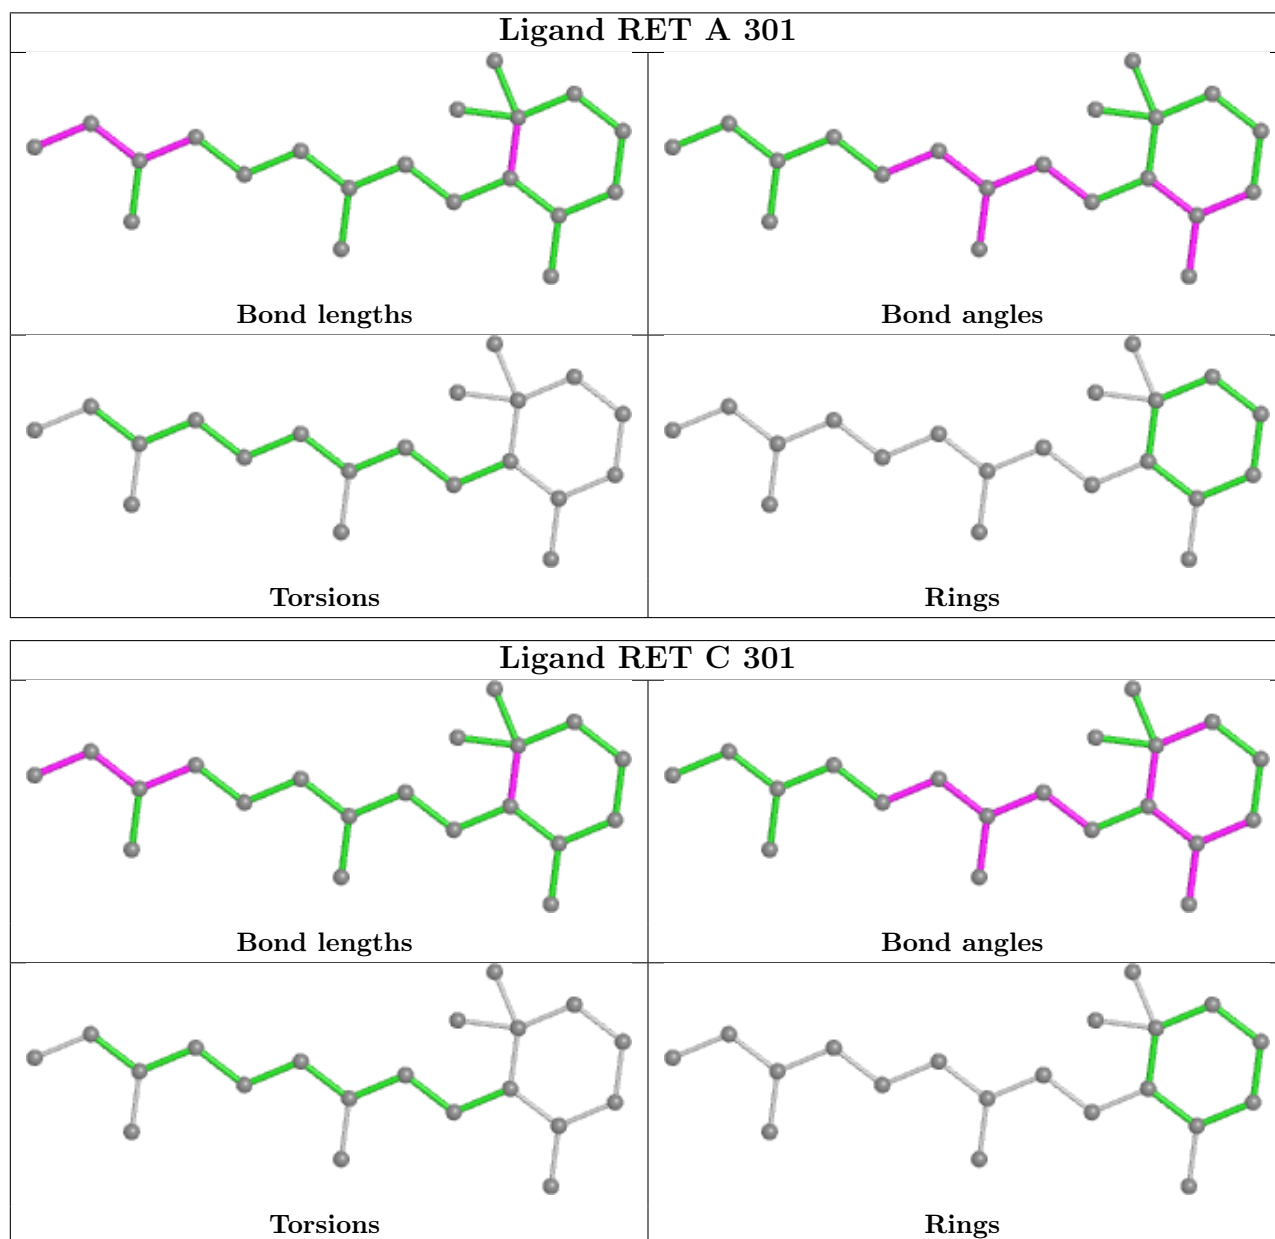 Ligand RET A 301
Bond lengths Bond angles
Torsions Rings
Ligand RET C 301
Bond lengths Bond angles
Torsions Rings